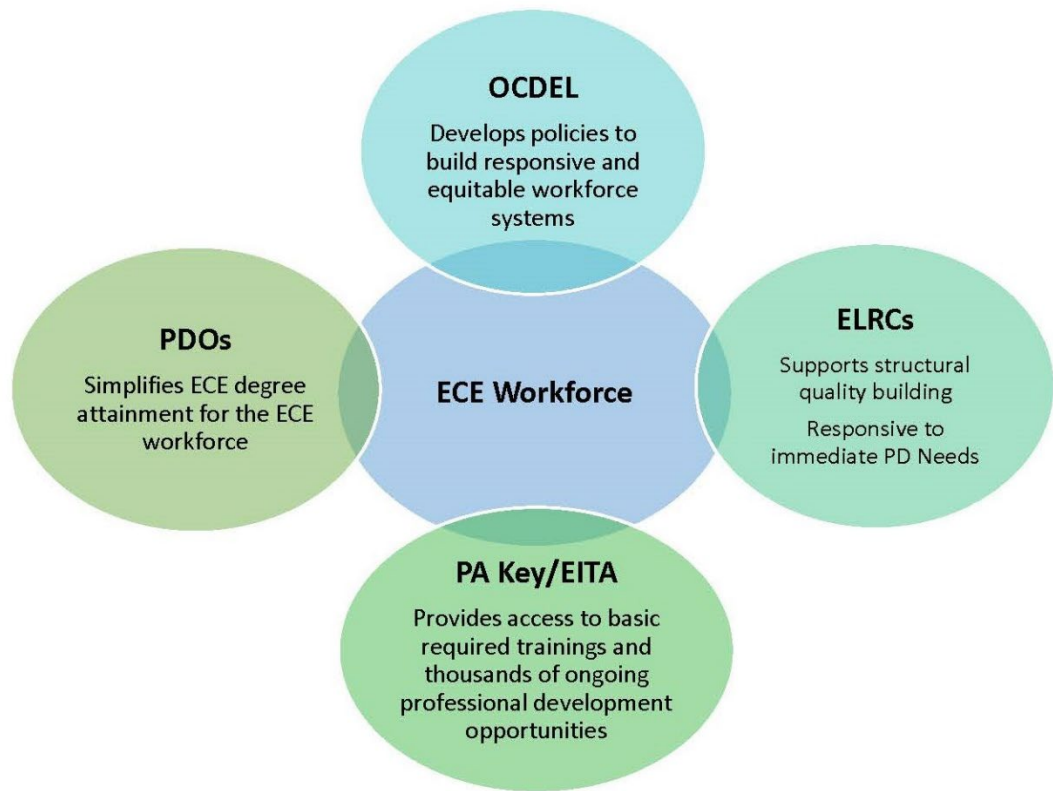 OCDEL
Develops policies to
build responsive and
equitable workforce
systems
PDOs
Simplifies ECE degree
attainment for the ECE
workforce
ECE Workforce
ELRCs
Supports structural
quality building
Responsive to
immediate PD Needs
PA Key/EITA
Provides access to basic
required trainings and
thousands of ongoing
professional development
opportunities